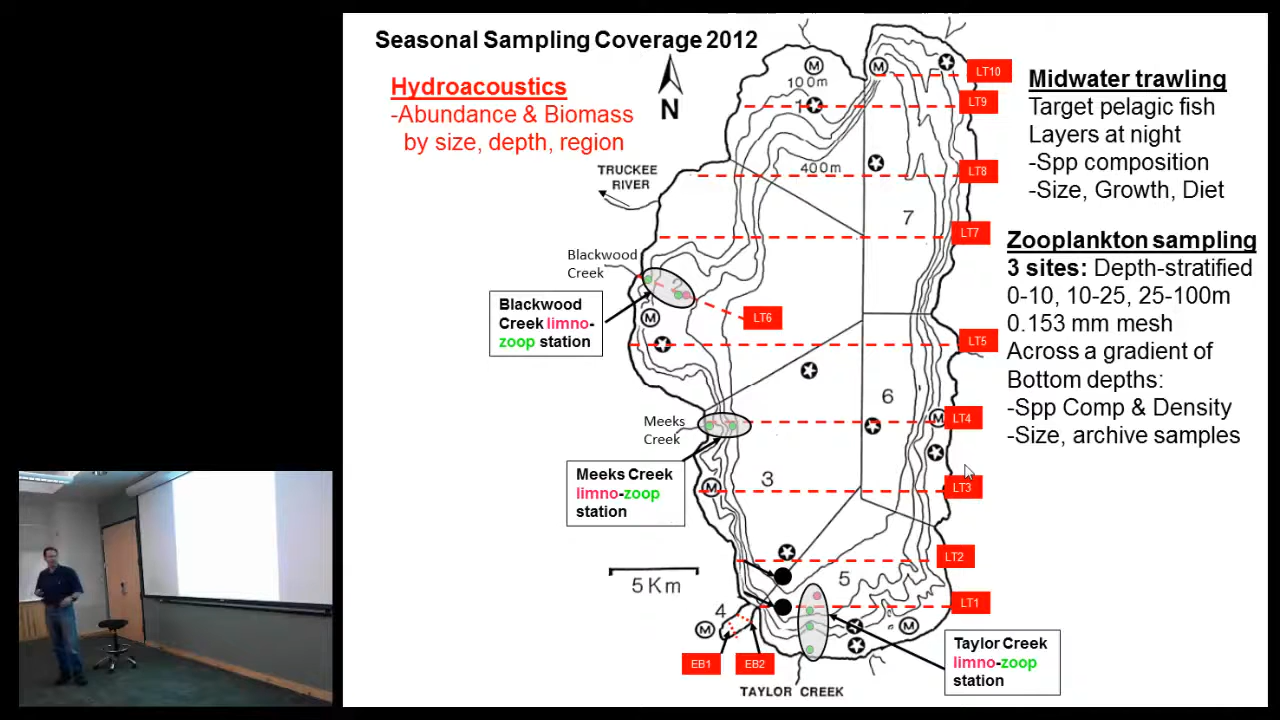 Seasonal Sampling Coverage 2012
Hydroacoustics
-Abundance & Biomass
by size, depth, region
N
Midwater trawling
Target pelagic fish
Layers at night
-Spp composition
-Size, Growth, Diet
Zooplankton sampling
3 sites: Depth-stratified
0-10, 10-25, 25-100m
0.153 mm mesh
Across a gradient of
Bottom depths:
-Spp Comp & Density
-Size, archive samples
M
M
100m
LT10
1
LT9
400m
LT8
TRUCKEE
RIVER
7
LT7
Blackwood
Creek
2
Blackwood
Creek limno-
zoop station
M
LT6
LT5
6
Meeks
Creek
M
LT4
Meeks Creek
limno-zoop
station
3
M
LT3
LT2
5 Km
5
LT1
4
M
M
EB1
EB2
Taylor Creek
limno-zoop
station
TAYLOR CREEK